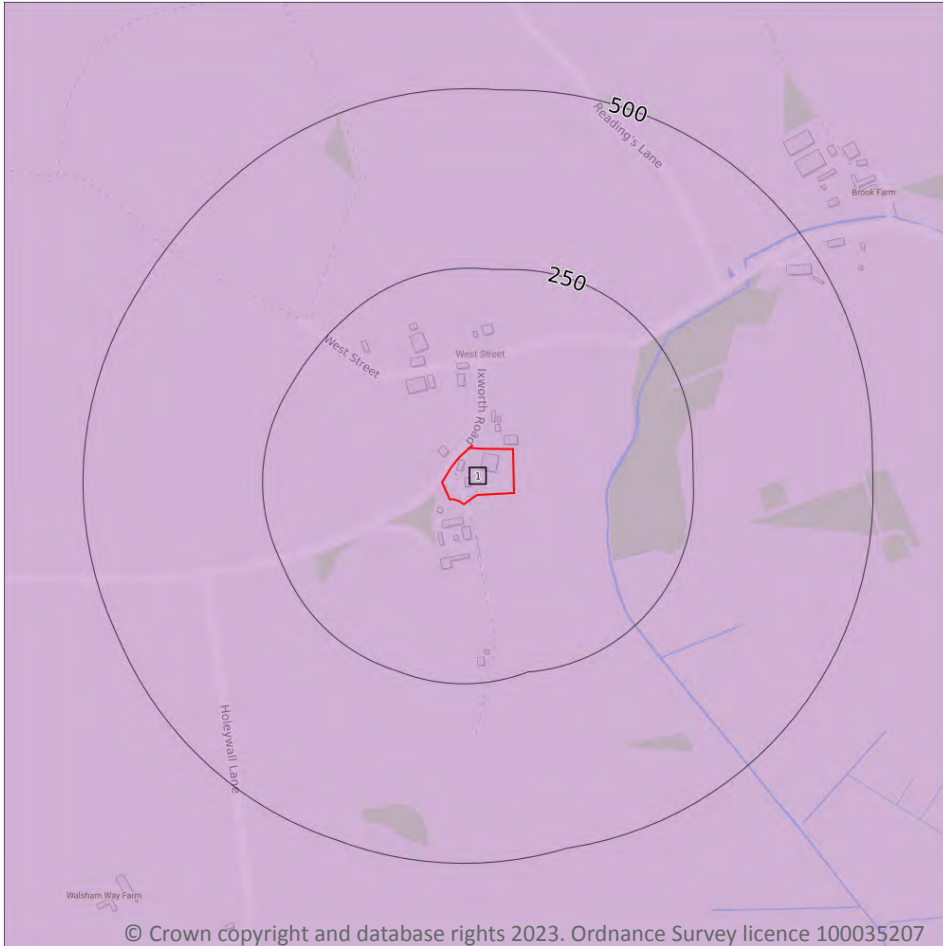 500
Reading's Lane
Brook Farm
250
West Street
West Street
Ixworth Road
1
Holeywall Lane
Walsham Way Farm
© Crown copyright and database rights 2023. Ordnance Survey licence 100035207